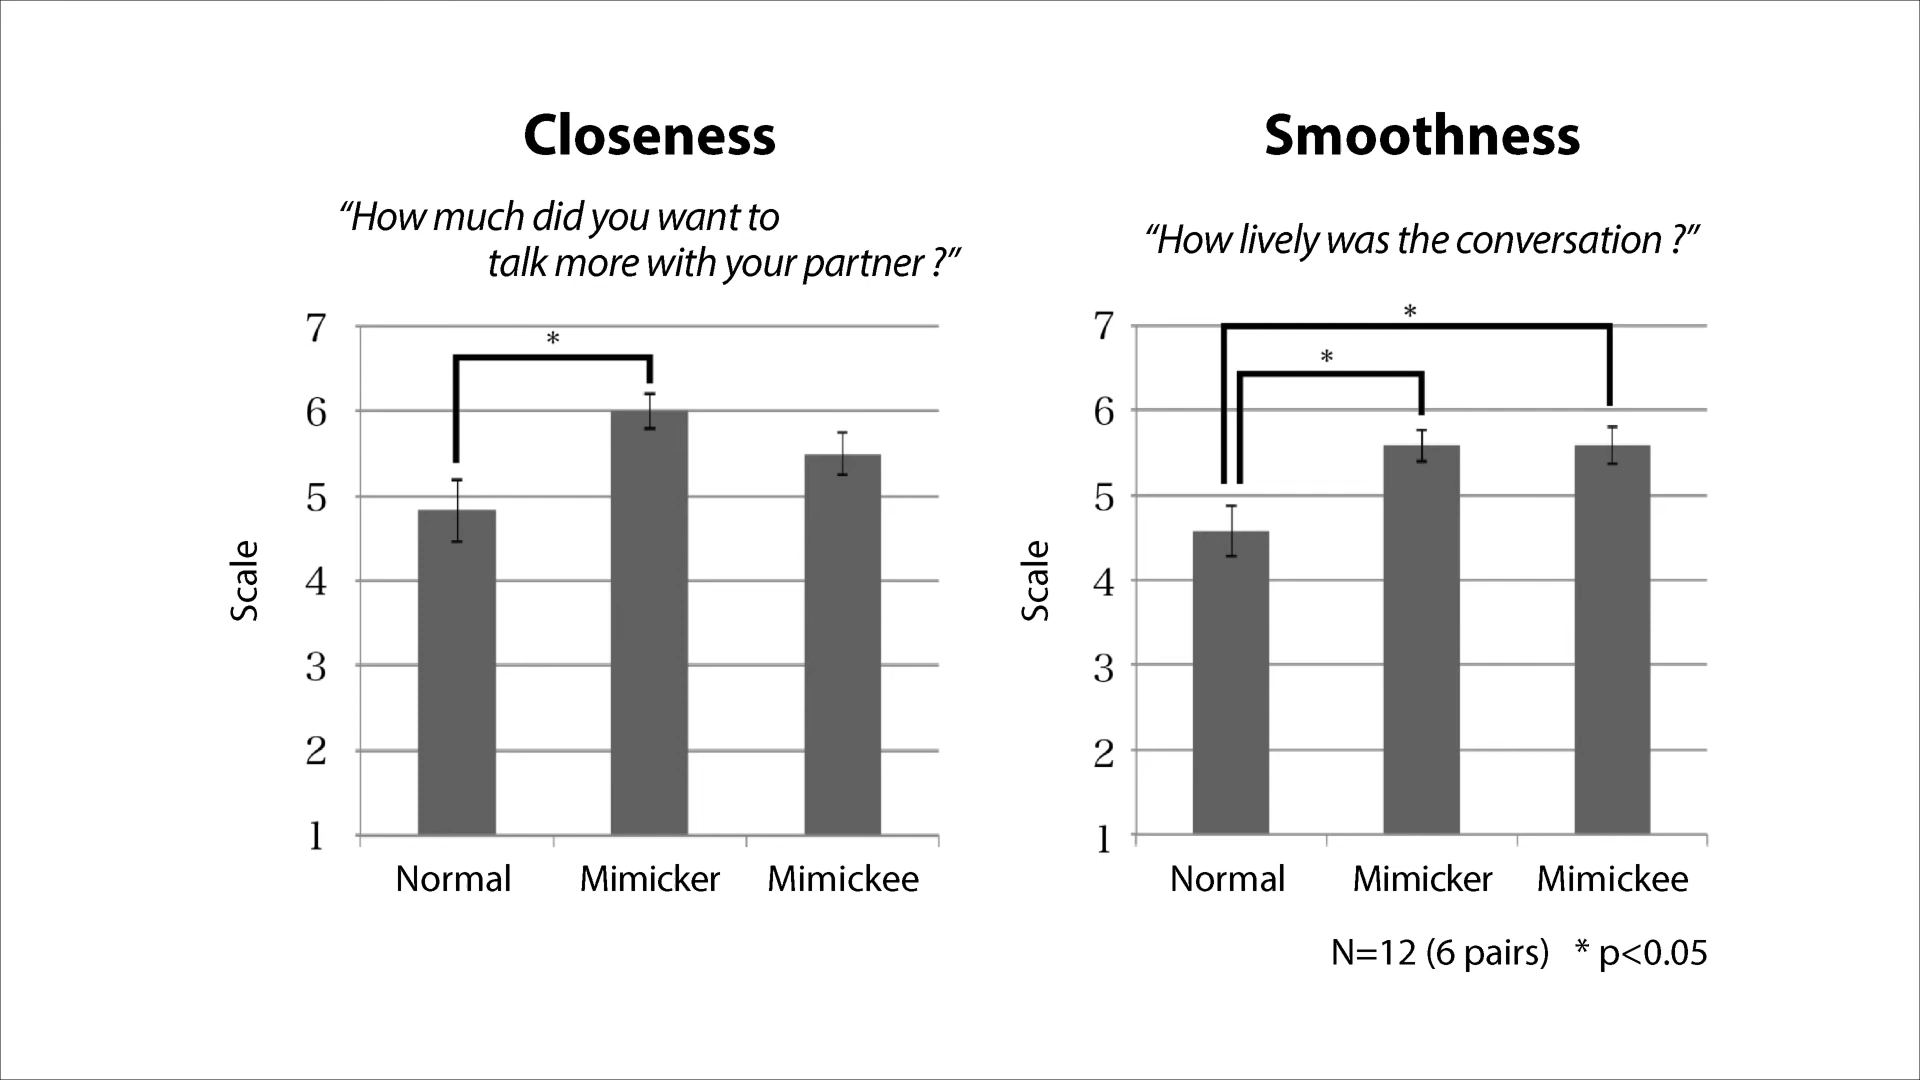 Closeness
“How much did you want to
talk more with your partner ?”
7
*
6
5
4
3
2
1
Scale
Normal Mimicker Mimickee
Smoothness
“How lively was the conversation ?”
*
7
*
6
5
4
3
2
1
Scale
Normal Mimicker Mimickee
N=12 (6 pairs) * p<0.05